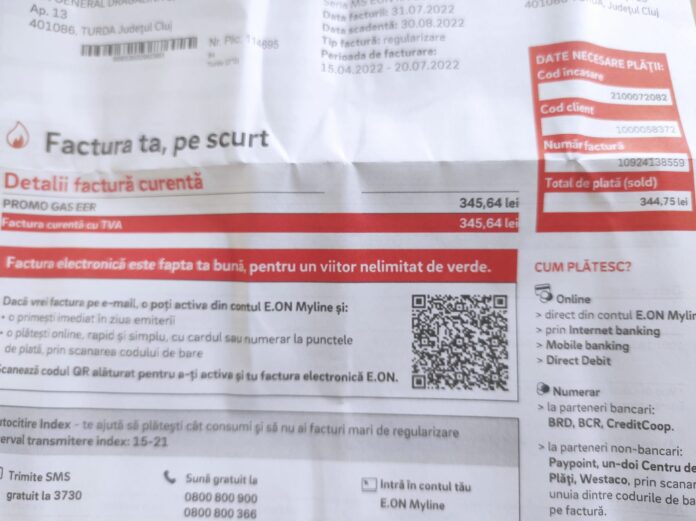 GENERAL
Ap. 13
401086, TURDA Județul Cluj
Nr. Plic. 114695
Data facturii: 31.07.2022
Data scadentă: 30.08.2022
Tip factură: regularizare
Perioada de facturare:
15.04.2022 - 20.07.2022
401086, TURDA, Județul Cluj
DATE NECESARE PLĂȚII:
Cod încasare
2100072082
Cod client
1000058372
Număr factură
10924138559
Total de plată (sold)
344,75 lei
Factura ta, pe scurt
Detalii factură curentă
PROMO GAS EER 345,64 lei
Factura curentă cu TVA 345,64 lei
Factura electronică este fapta ta bună, pentru un viitor nelimitat de verde.
Dacă vrei factura pe e-mail, o poți activa din contul E.ON Myline și:
• o primești imediat în ziua emiterii
• o plătești online, rapid și simplu, cu cardul sau numerar la punctele
de plată, prin scanarea codului de bare
Scanează codul QR alăturat pentru a-ți activa și tu factura electronică E.ON.
utocitire Index - te ajută să plătești cât consumi și să nu ai facturi mari de regularizare
erval transmitere index: 15-21
Trimite SMS
gratuit la 3730
Sună gratuit la
0800 800 900
0800 800 366
Intră în contul tău
E.ON Myline
CUM PLĂTESC?
Online
> direct din contul E.ON Mylin
> prin Internet banking
> Mobile banking
> Direct Debit
Numerar
> la parteneri bancari:
BRD, BCR, CreditCoop.
> la parteneri non-bancari:
Paypoint, un-doi Centru de
Plăți, Westaco, prin scanar
unuia dintre codurile de ba
pe factură.